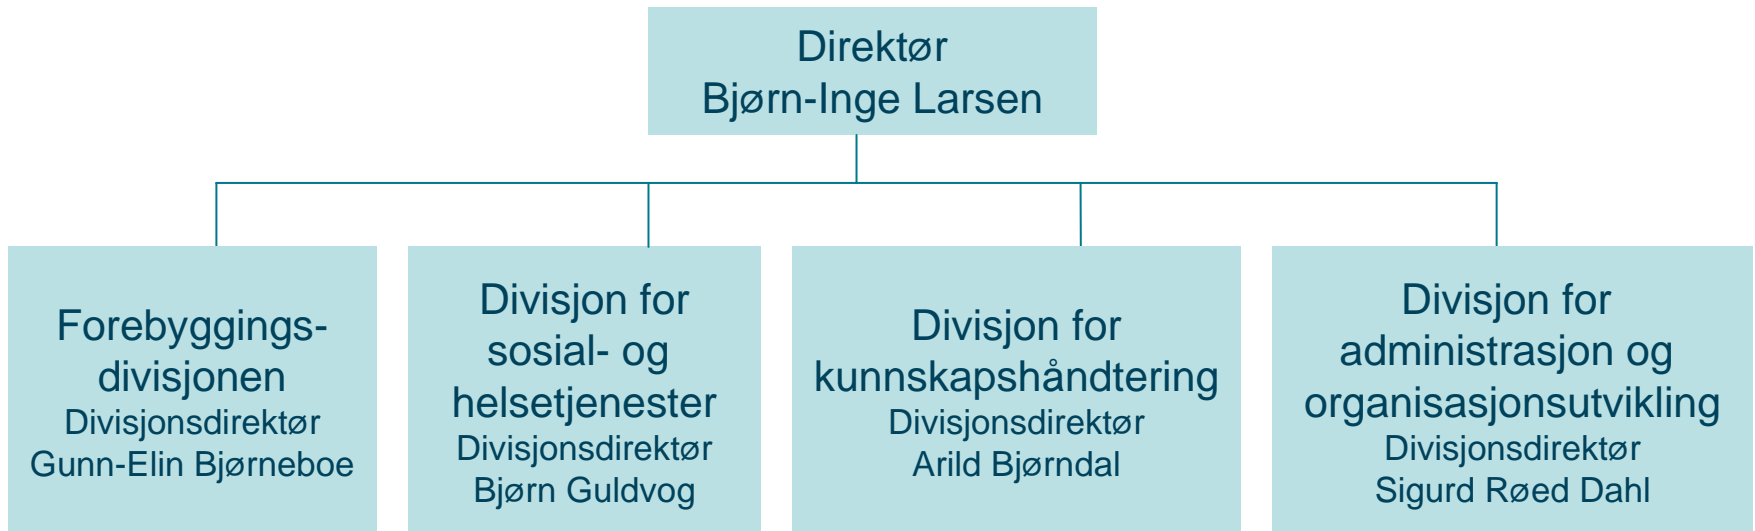 Direktør
Bjørn-Inge Larsen
Forebyggings-
divisjonen
Divisjonsdirektør
Gunn-Elin Bjørneboe
Divisjon for
sosial- og
helsetjenester
Divisjonsdirektør
Bjørn Guldvog
Divisjon for
kunnskapshåndtering
Divisjonsdirektør
Arild Bjørndal
Divisjon for
administrasjon og
organisasjonsutvikling
Divisjonsdirektør
Sigurd Røed Dahl